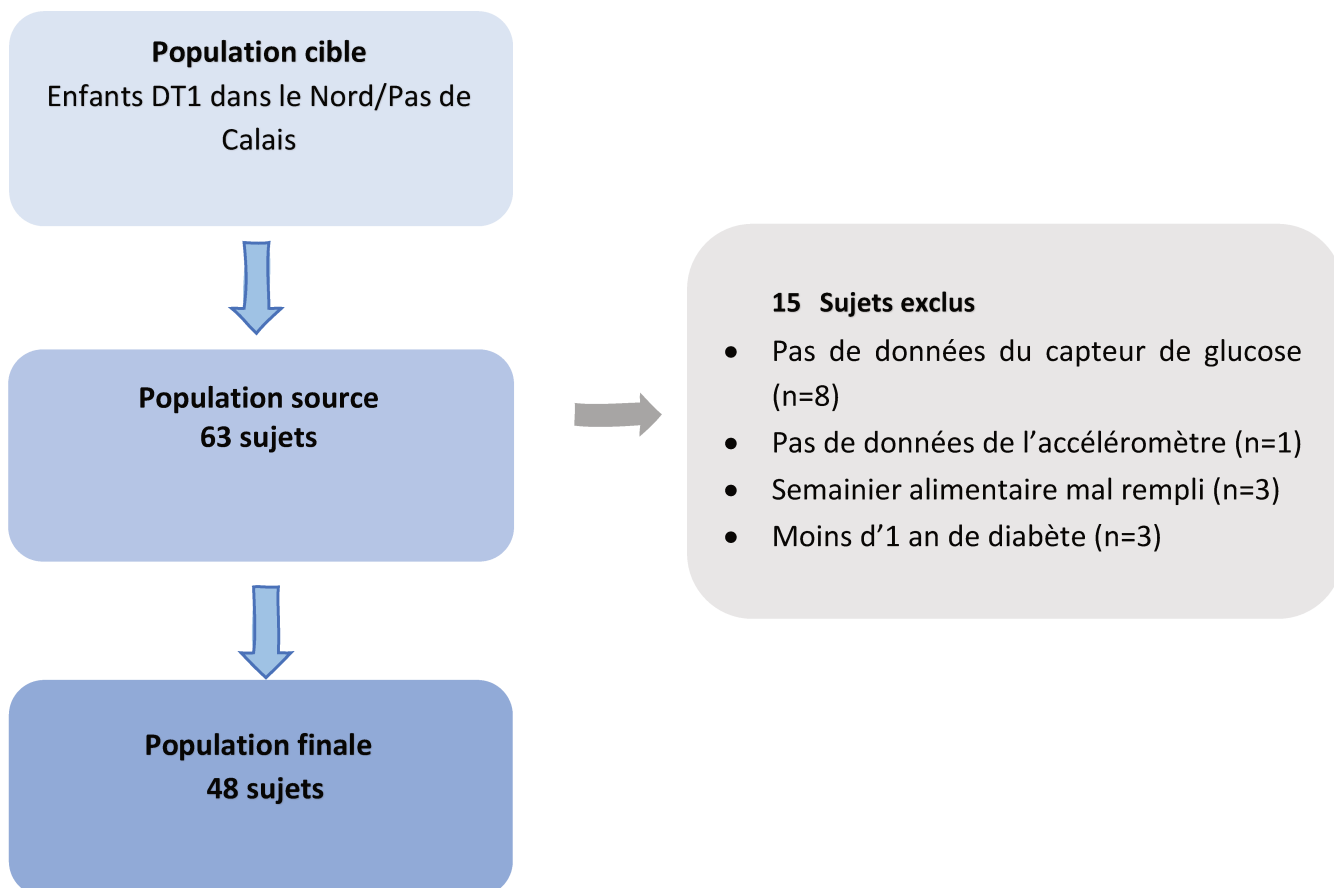 Population cible
Enfants DT1 dans le Nord/Pas de
Calais
Population source
63 sujets
15 Sujets exclus
• Pas de données du capteur de glucose
(n=8)
• Pas de données de l’accéléromètre (n=1)
• Semainier alimentaire mal rempli (n=3)
• Moins d’1 an de diabète (n=3)
Population finale
48 sujets